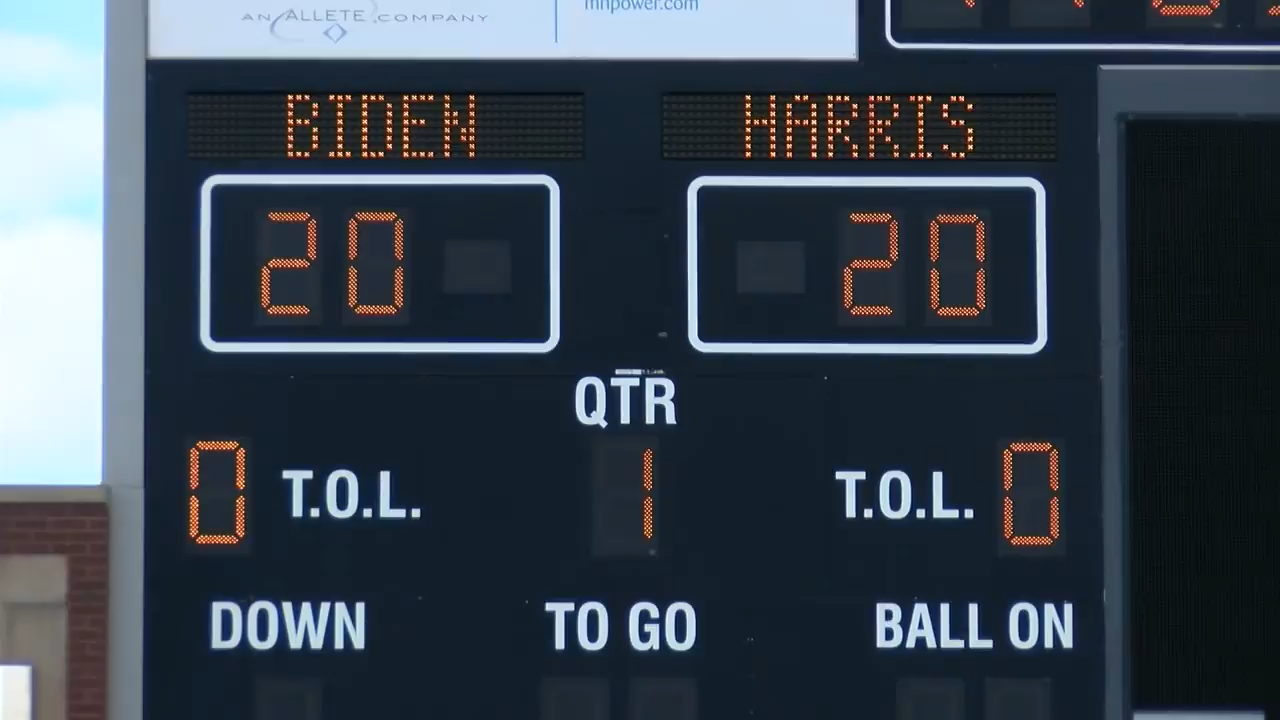 AN ALLETE COMPANY
mnpower.com
BIDEN HARRIS
20 20
QTR
0 T.O.L. 1 T.O.L. 0
DOWN TO GO BALL ON